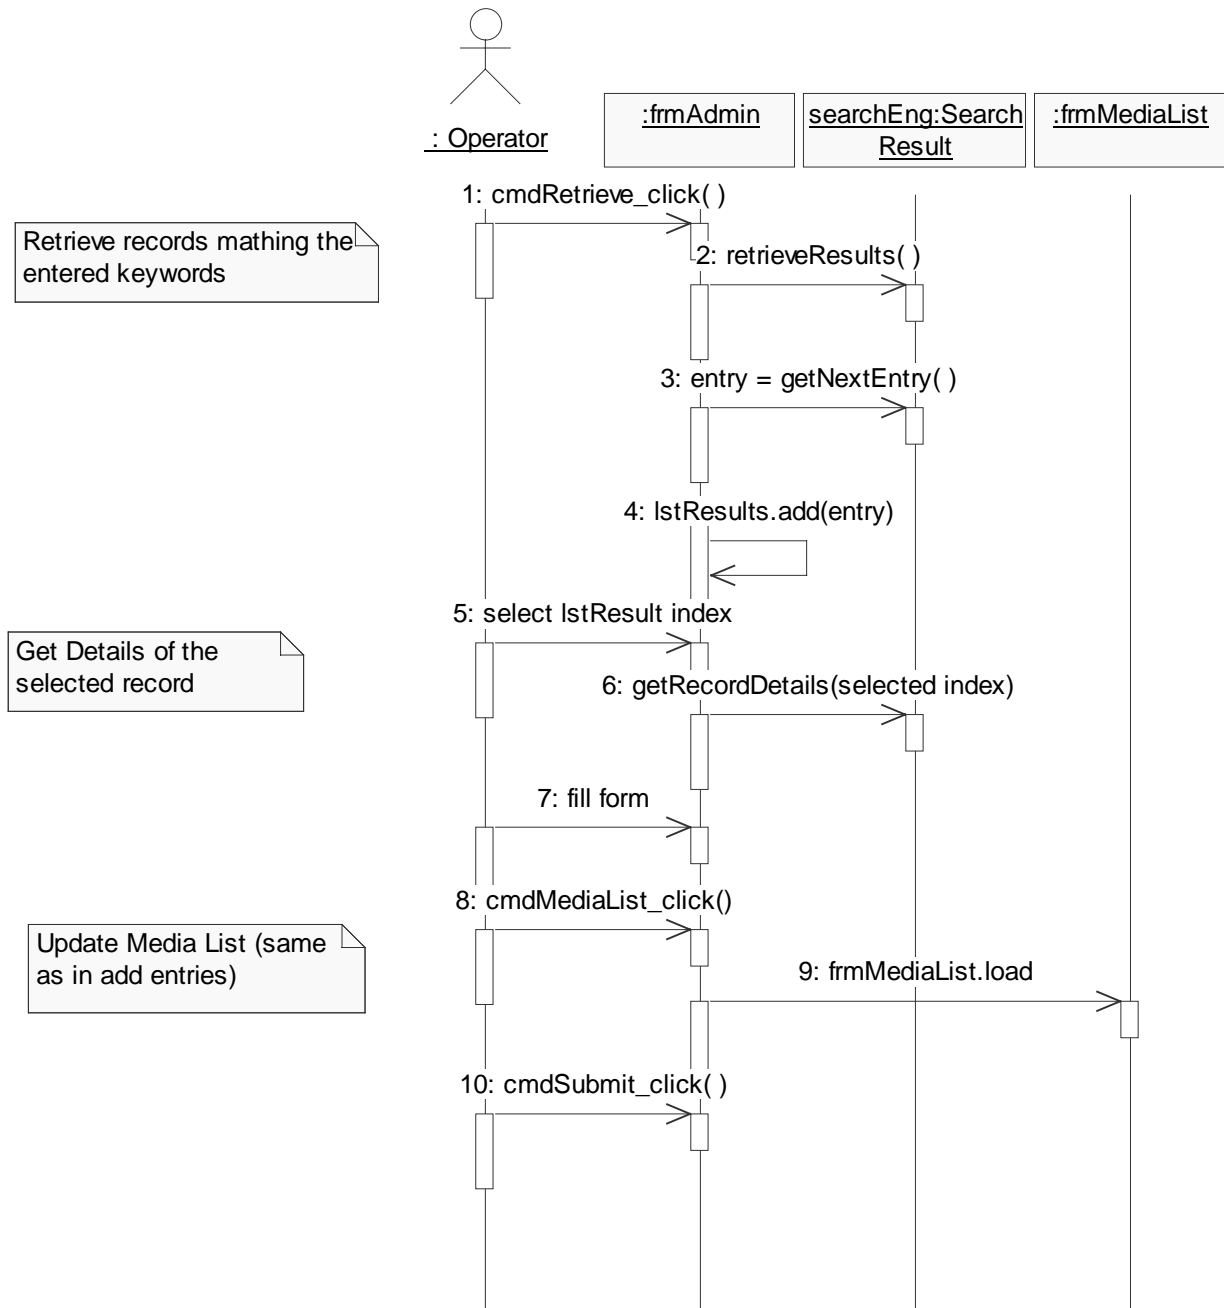 : Operator
:frmAdmin
searchEng:Search
Result
:frmMediaList
1: cmdRetrieve_click( )
Retrieve records mathing the
entered keywords
2: retrieveResults( )
3: entry = getNextEntry( )
4: lstResults.add(entry)
5: select lstResult index
Get Details of the
selected record
6: getRecordDetails(selected index)
7: fill form
8: cmdMediaList_click()
Update Media List (same
as in add entries)
9: frmMediaList.load
10: cmdSubmit_click( )